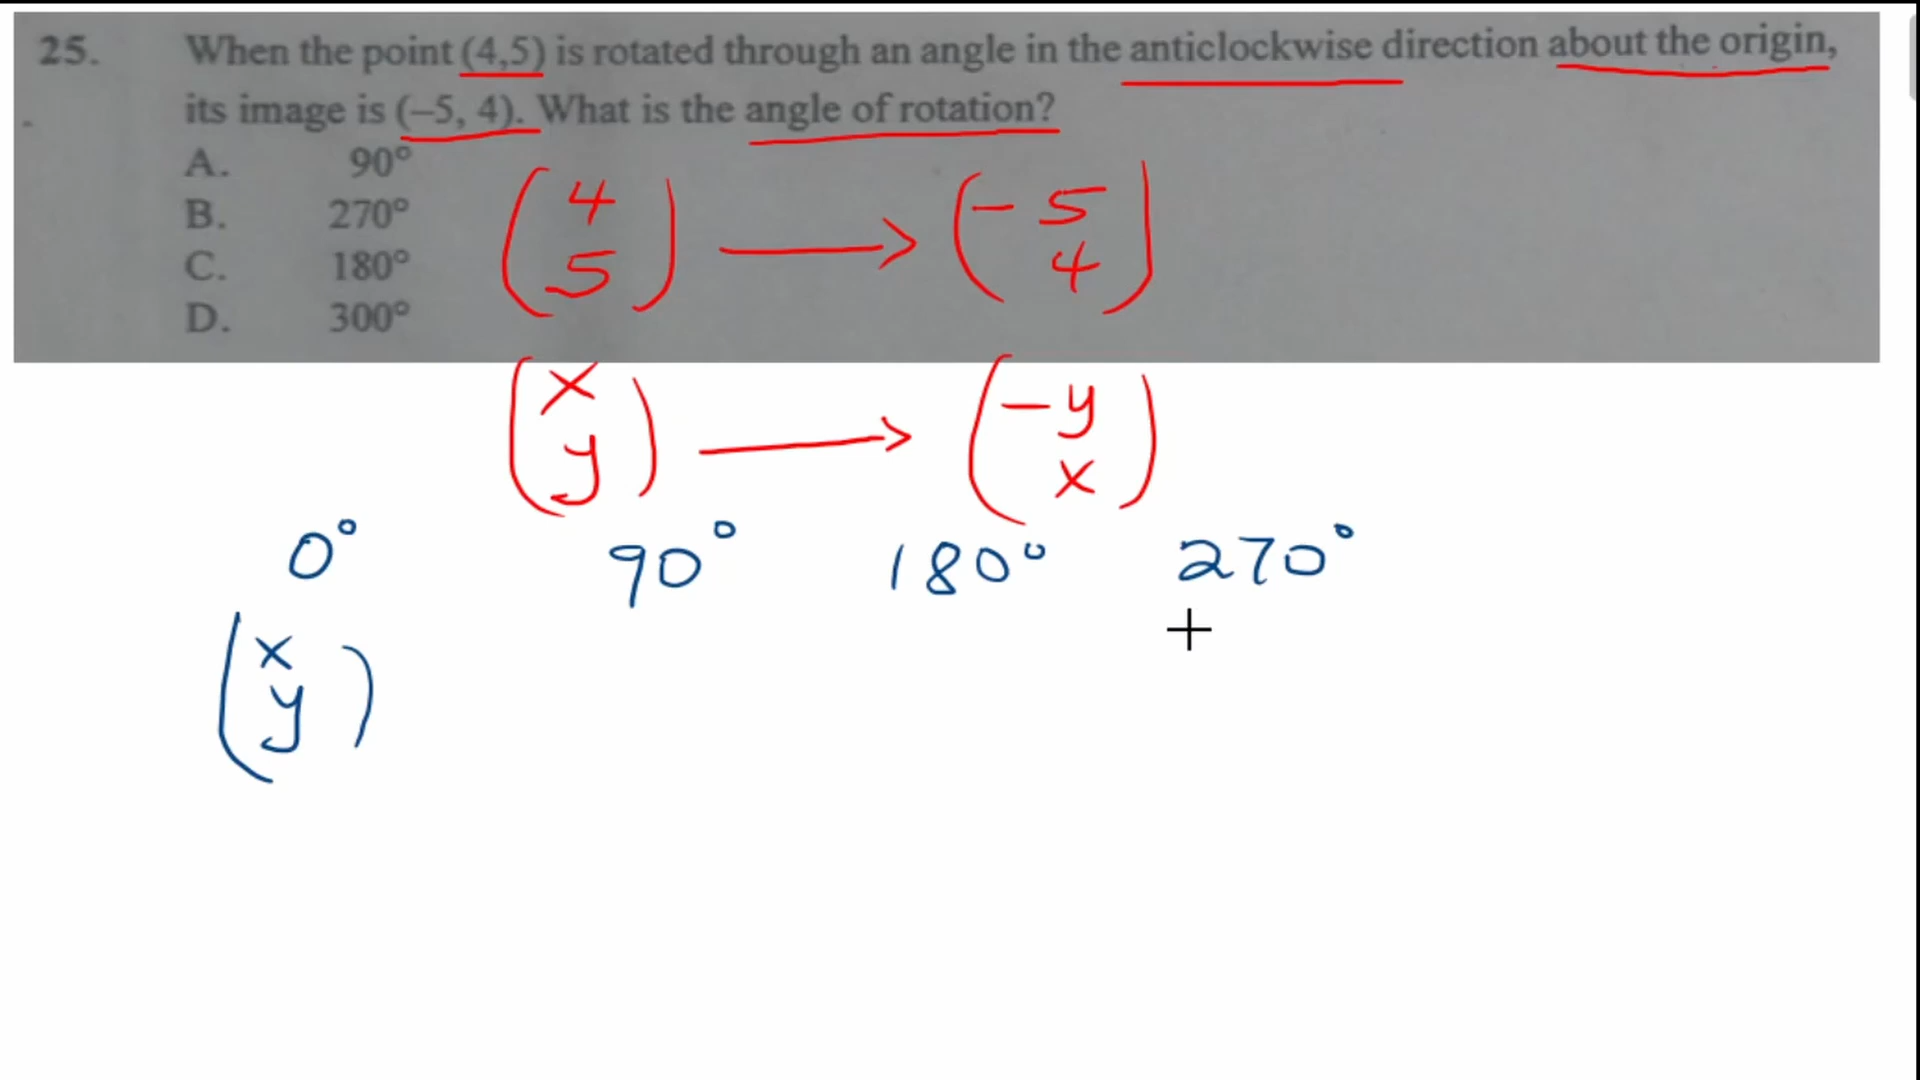 25. When the point (4,5) is rotated through an angle in the anticlockwise direction about the origin,
its image is (–5, 4). What is the angle of rotation?
A. 90°
B. 270°
C. 180°
D. 300°
( 4 ) → ( - 5 )
( 5 ) ( 4 )
( x ) → ( - y )
( y ) ( x )
0° 90° 180° 270°
( x )
( y )